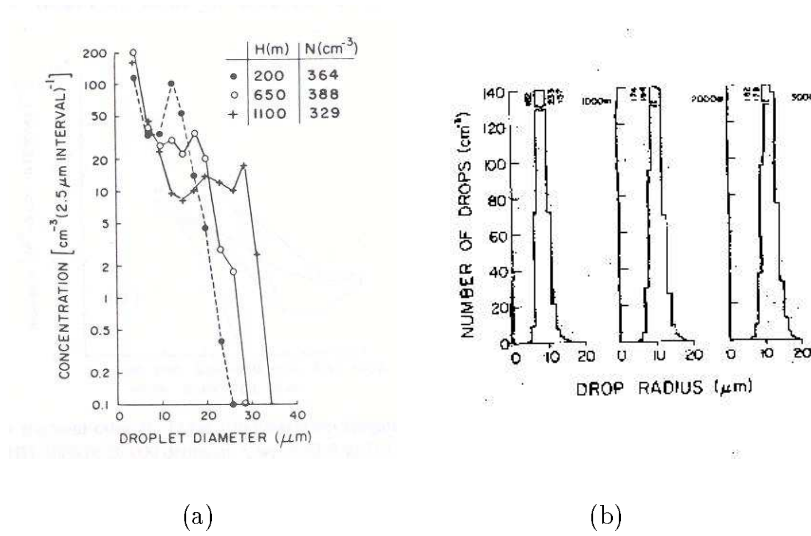 H(m) N(cm⁻³)
200 364
650 388
1100 329
200
100
50
20
10
5
2
1
0.5
0.2
0.1
0 10 20 30 40
CONCENTRATION [cm⁻³ (2.5 μm INTERVAL)⁻¹]
DROPLET DIAMETER (μm)
(a)
1000m 2000m
140
120
100
80
60
40
20
0
0 10 20 0 10 20 0 10 20
NUMBER OF DROPS (cm⁻³)
DROP RADIUS (μm)
(b)